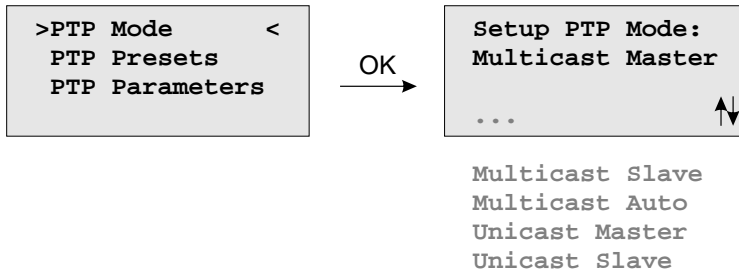 >PTP Mode <
PTP Presets
PTP Parameters
OK
Setup PTP Mode:
Multicast Master
...
Multicast Slave
Multicast Auto
Unicast Master
Unicast Slave